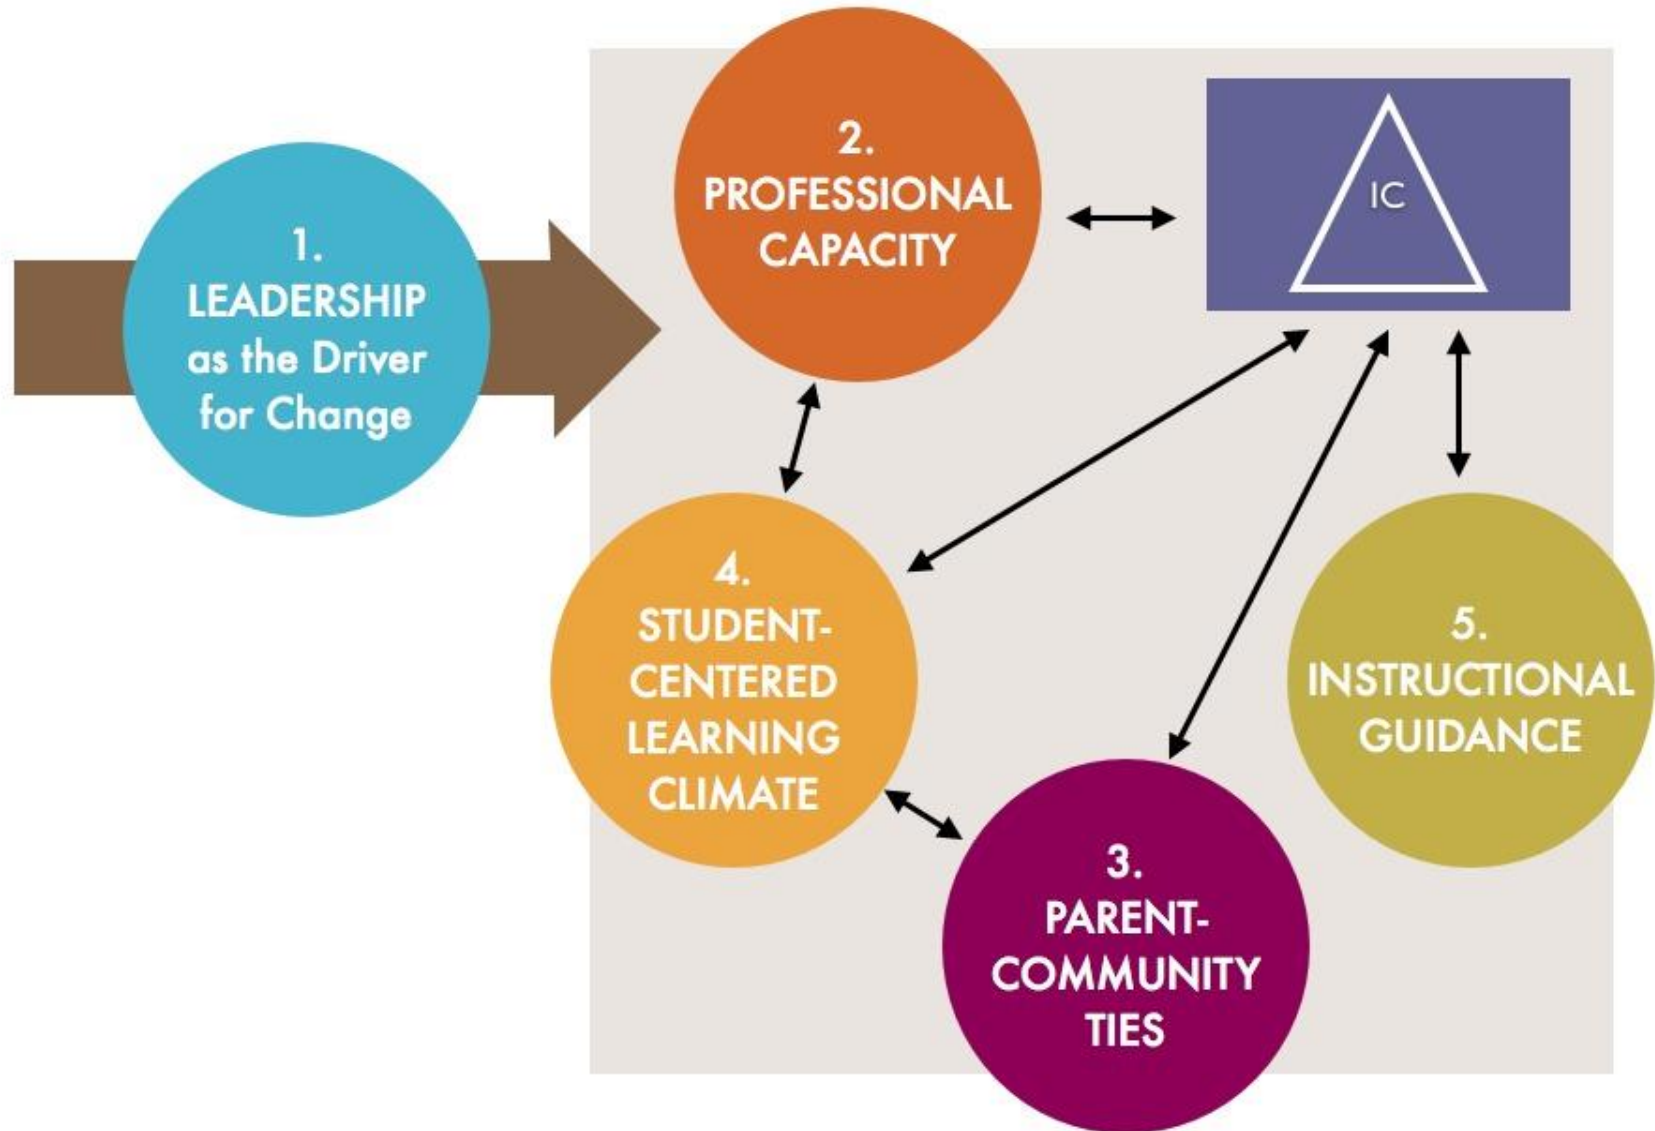 1.
LEADERSHIP
as the Driver
for Change
2.
PROFESSIONAL
CAPACITY
IC
4.
STUDENT-
CENTERED
LEARNING
CLIMATE
5.
INSTRUCTIONAL
GUIDANCE
3.
PARENT-
COMMUNITY
TIES